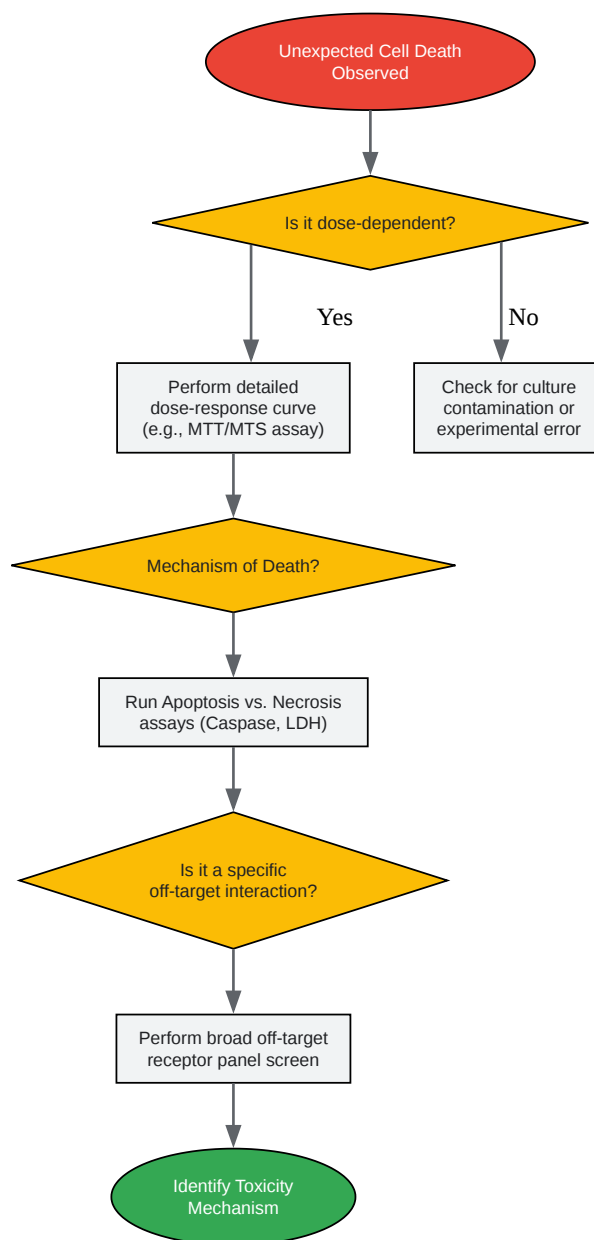 Unexpected Cell Death
Observed
Is it dose-dependent?
Yes
No
Perform detailed
dose-response curve
(e.g., MTT/MTS assay)
Check for culture
contamination or
experimental error
Mechanism of Death?
Run Apoptosis vs. Necrosis
assays (Caspase, LDH)
Is it a specific
off-target interaction?
Perform broad off-target
receptor panel screen
Identify Toxicity
Mechanism